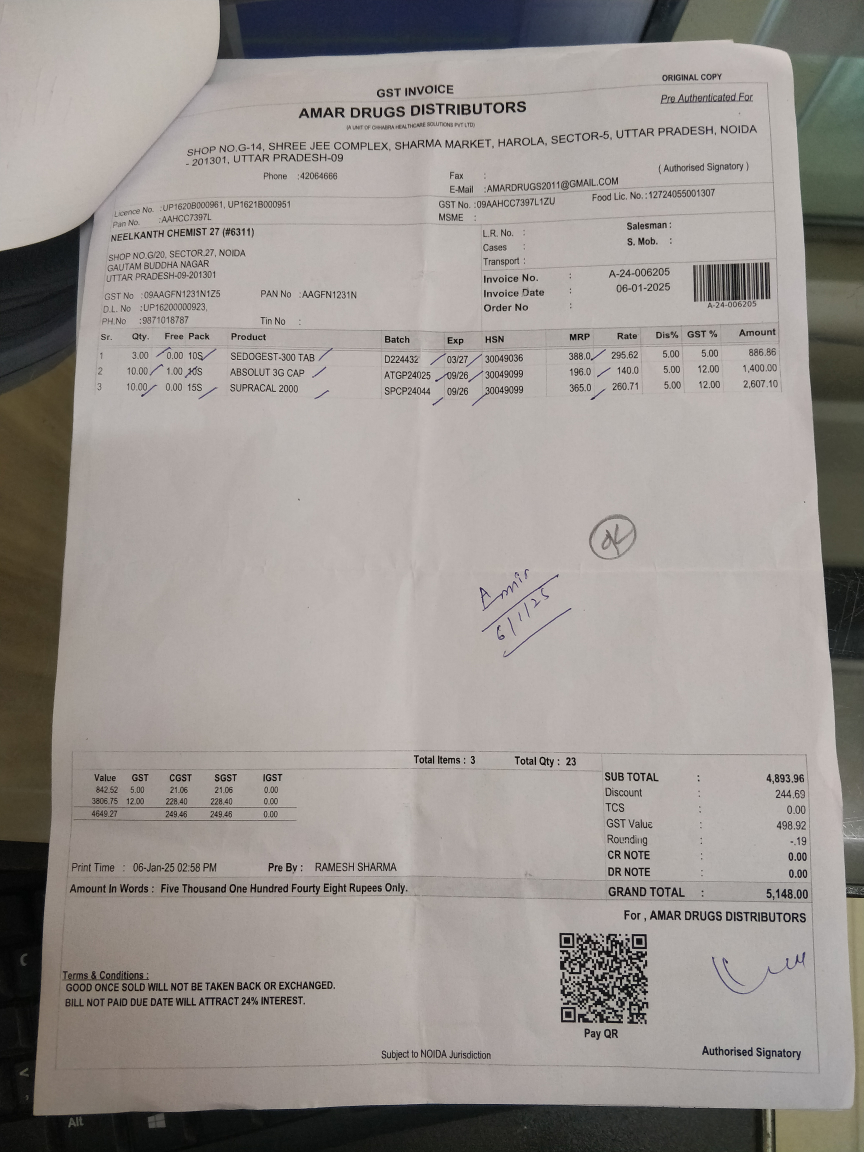 ORIGINAL COPY
GST INVOICE
Pre Authenticated For
AMAR DRUGS DISTRIBUTORS
(A UNIT OF CHHABRA HEALTHCARE SOLUTIONS PVT LTD)
SHOP NO.G-14, SHREE JEE COMPLEX, SHARMA MARKET, HAROLA, SECTOR-5, UTTAR PRADESH, NOIDA
- 201301, UTTAR PRADESH-09
Phone :42064666 Fax : ( Authorised Signatory )
E-Mail :AMARDRUGS2011@GMAIL.COM
Licence No. :UP1620B000961, UP1621B000951 GST No. :09AAHCC7397L1ZU Food Lic. No. :12724055001307
Pan No. :AAHCC7397L MSME :
NEELKANTH CHEMIST 27 (#6311) L.R. No. : Salesman :
SHOP NO.G/20, SECTOR.27, NOIDA Cases : S. Mob. :
GAUTAM BUDDHA NAGAR Transport :
UTTAR PRADESH-09-201301 Invoice No. : A-24-006205
GST No :09AAGFN1231N1Z5 PAN No :AAGFN1231N Invoice Date : 06-01-2025
D.L. No :UP16200000923, Order No : A-24-006205
PH.No :9871018787 Tin No :
Sr. Qty. Free Pack Product Batch Exp HSN MRP Rate Dis% GST % Amount
1 3.00 0.00 10S SEDOGEST-300 TAB D224432 03/27 30049036 388.0 295.62 5.00 5.00 886.86
2 10.00 1.00 10S ABSOLUT 3G CAP ATGP24025 09/26 30049099 196.0 140.0 5.00 12.00 1,400.00
3 10.00 0.00 15S SUPRACAL 2000 SPCP24044 09/26 30049099 365.0 260.71 5.00 12.00 2,607.10
OK
Amir
6/1/25
Total Items : 3 Total Qty : 23
Value GST CGST SGST IGST
842.52 5.00 21.06 21.06 0.00
3806.75 12.00 228.40 228.40 0.00
4649.27 249.46 249.46 0.00
SUB TOTAL : 4,893.96
Discount : 244.69
TCS : 0.00
GST Value : 498.92
Rounding : -.19
CR NOTE : 0.00
DR NOTE : 0.00
GRAND TOTAL : 5,148.00
Print Time : 06-Jan-25 02:58 PM Pre By : RAMESH SHARMA
Amount In Words : Five Thousand One Hundred Fourty Eight Rupees Only.
For , AMAR DRUGS DISTRIBUTORS
Terms & Conditions :
GOOD ONCE SOLD WILL NOT BE TAKEN BACK OR EXCHANGED.
BILL NOT PAID DUE DATE WILL ATTRACT 24% INTEREST.
Pay QR
Subject to NOIDA Jurisdiction
Authorised Signatory
Alt